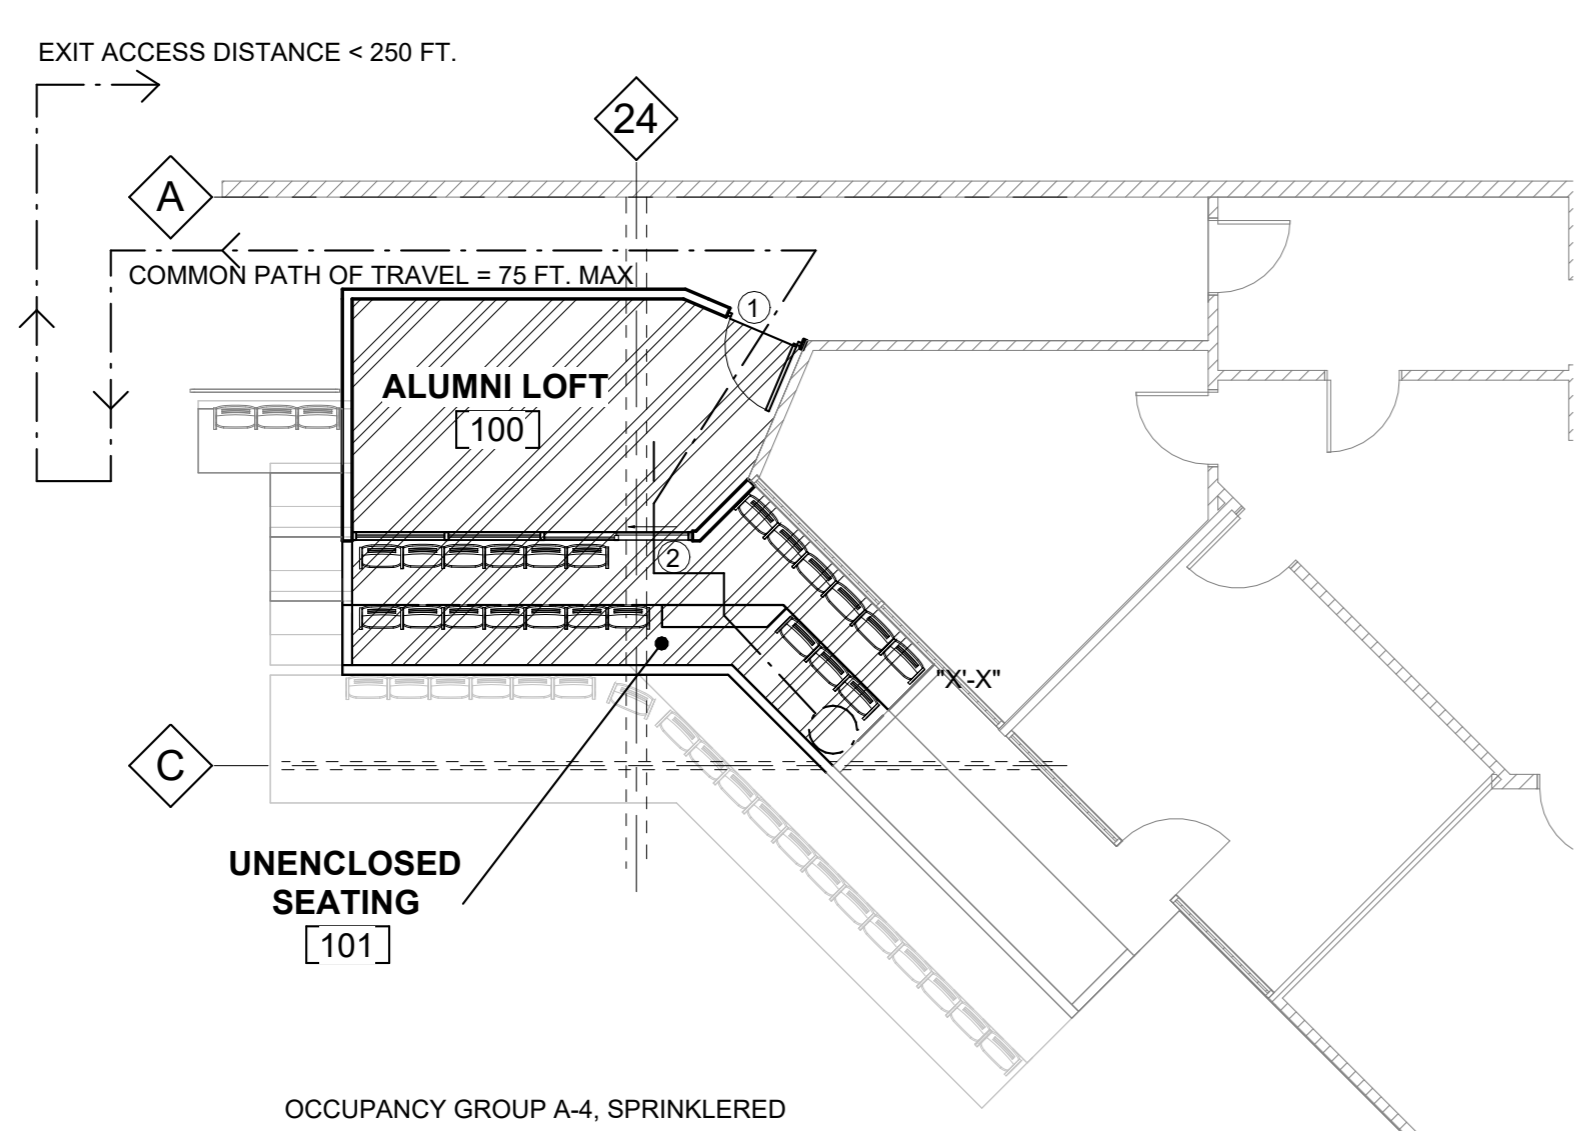 EXIT ACCESS DISTANCE < 250 FT.
24
A
COMMON PATH OF TRAVEL = 75 FT. MAX
1
ALUMNI LOFT
100
2
"X'-X"
C
UNENCLOSED
SEATING
101
OCCUPANCY GROUP A-4, SPRINKLERED